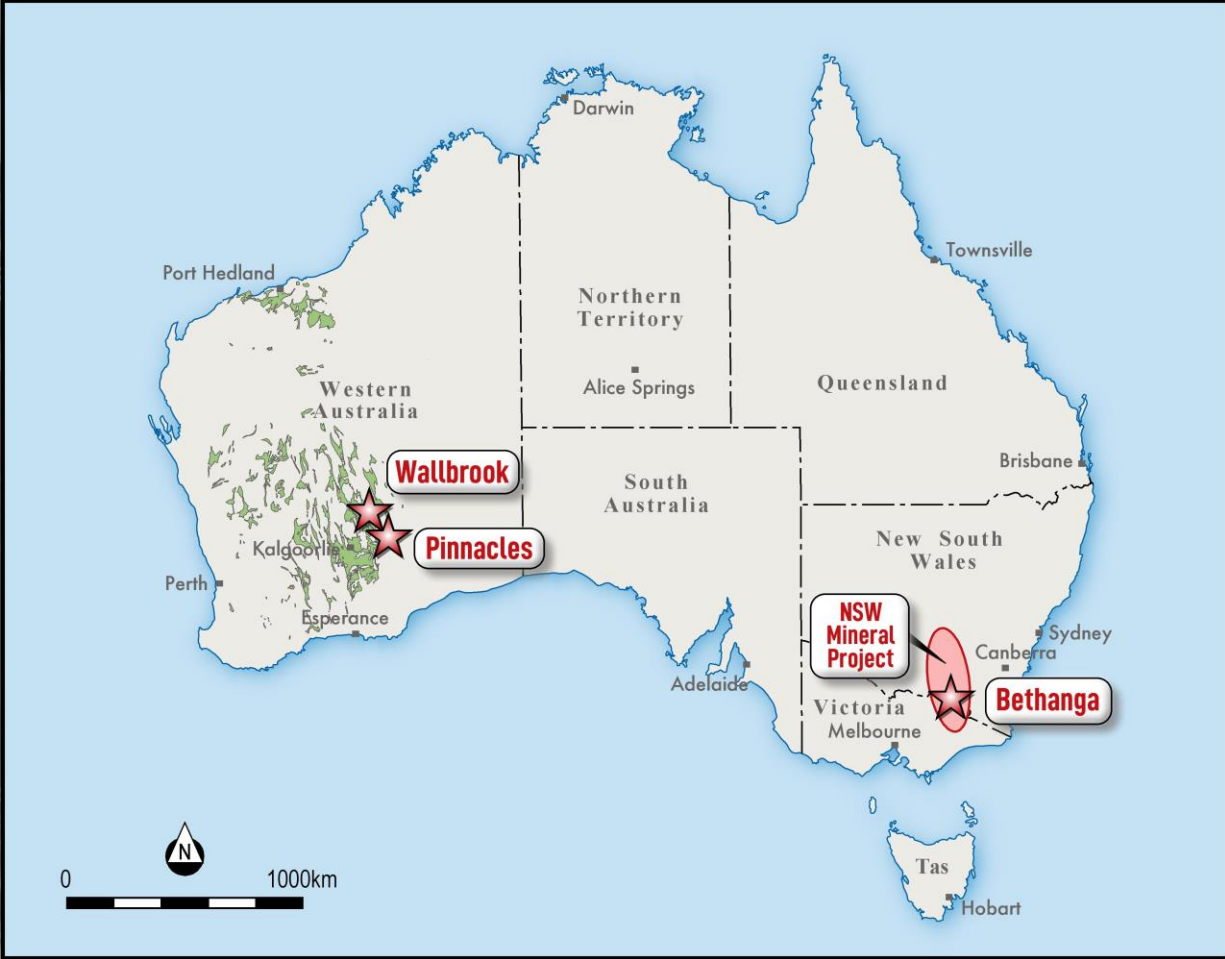 Darwin
Townsville
Port Hedland
Northern
Territory
Alice Springs
Western
Australia
Queensland
Wallbrook
Brisbane
South
Australia
Kalgoorlie
Pinnacles
New South
Wales
Perth
Esperance
NSW
Mineral
Project
Sydney
Canberra
Adelaide
Bethanga
Victoria
Melbourne
N
Tas
0 1000km
Hobart